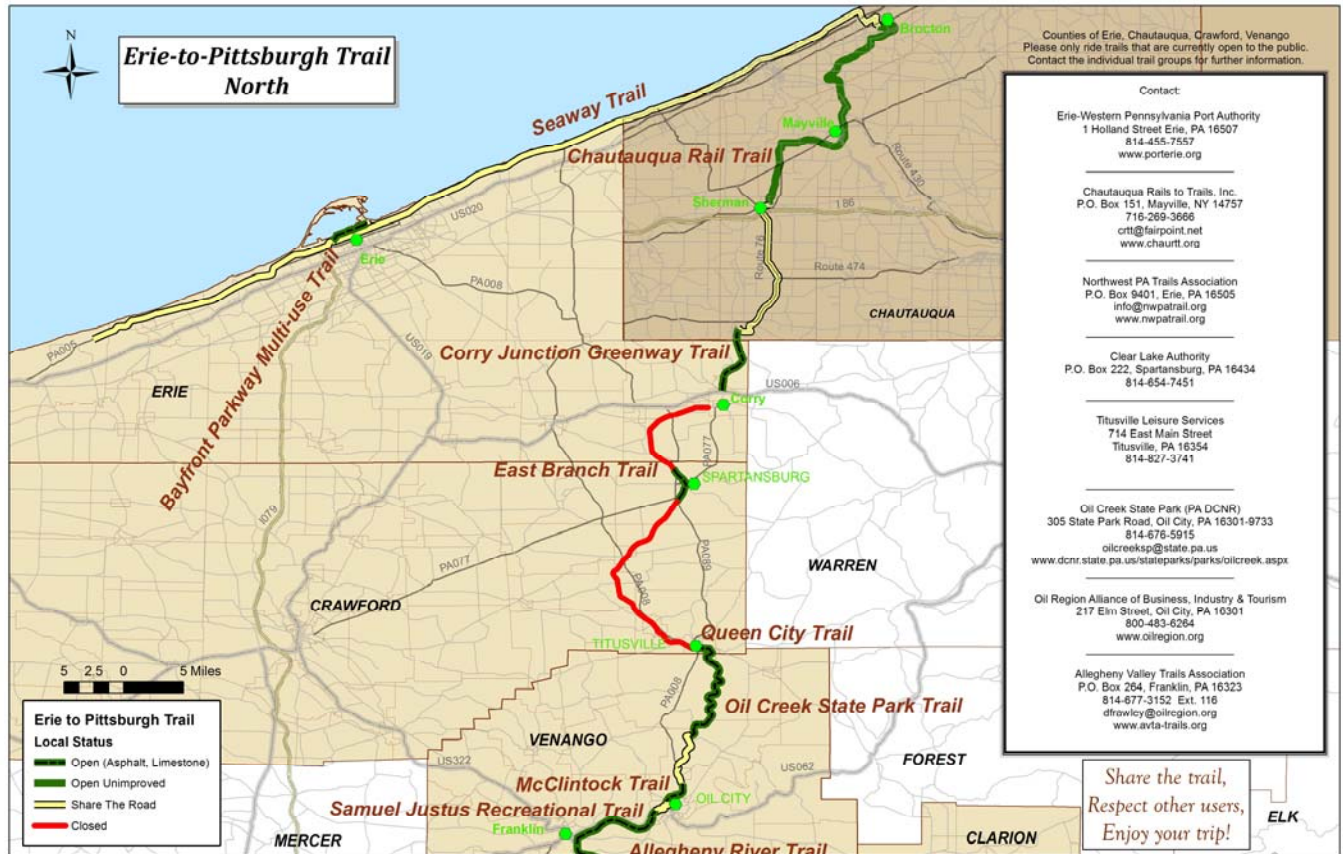 N
Erie-to-Pittsburgh Trail
North
Brocton
Seaway Trail
Mayville
Chautauqua Rail Trail
Route 430
Sherman
I 86
US020
Erie
Route 76
Route 474
PA008
CHAUTAUQUA
PA005
US019
Bayfront Parkway Multi-use Trail
Corry Junction Greenway Trail
ERIE
US006
Corry
PA077
East Branch Trail
SPARTANSBURG
I079
PA077
PA008
PA089
WARREN
CRAWFORD
TITUSVILLE
Queen City Trail
PA008
Oil Creek State Park Trail
VENANGO
US322
US062
FOREST
McClintock Trail
Samuel Justus Recreational Trail
OIL CITY
Franklin
MERCER
Allegheny River Trail
CLARION
ELK
5 2.5 0 5 Miles
Erie to Pittsburgh Trail
Local Status
Open (Asphalt, Limestone)
Open Unimproved
Share The Road
Closed
Counties of Erie, Chautauqua, Crawford, Venango
Please only ride trails that are currently open to the public.
Contact the individual trail groups for further information.
Contact:
Erie-Western Pennsylvania Port Authority
1 Holland Street Erie, PA 16507
814-455-7557
www.porterie.org
Chautauqua Rails to Trails. Inc.
P.O. Box 151, Mayville, NY 14757
716-269-3666
crtt@fairpoint.net
www.chaurtt.org
Northwest PA Trails Association
P.O. Box 9401, Erie, PA 16505
info@nwpatrail.org
www.nwpatrail.org
Clear Lake Authority
P.O. Box 222, Spartansburg, PA 16434
814-654-7451
Titusville Leisure Services
714 East Main Street
Titusville, PA 16354
814-827-3741
Oil Creek State Park (PA DCNR)
305 State Park Road, Oil City, PA 16301-9733
814-676-5915
oilcreeksp@state.pa.us
www.dcnr.state.pa.us/stateparks/parks/oilcreek.aspx
Oil Region Alliance of Business, Industry & Tourism
217 Elm Street, Oil City, PA 16301
800-483-6264
www.oilregion.org
Allegheny Valley Trails Association
P.O. Box 264, Franklin, PA 16323
814-677-3152 Ext. 116
dfrawley@oilregion.org
www.avta-trails.org
Share the trail,
Respect other users,
Enjoy your trip!